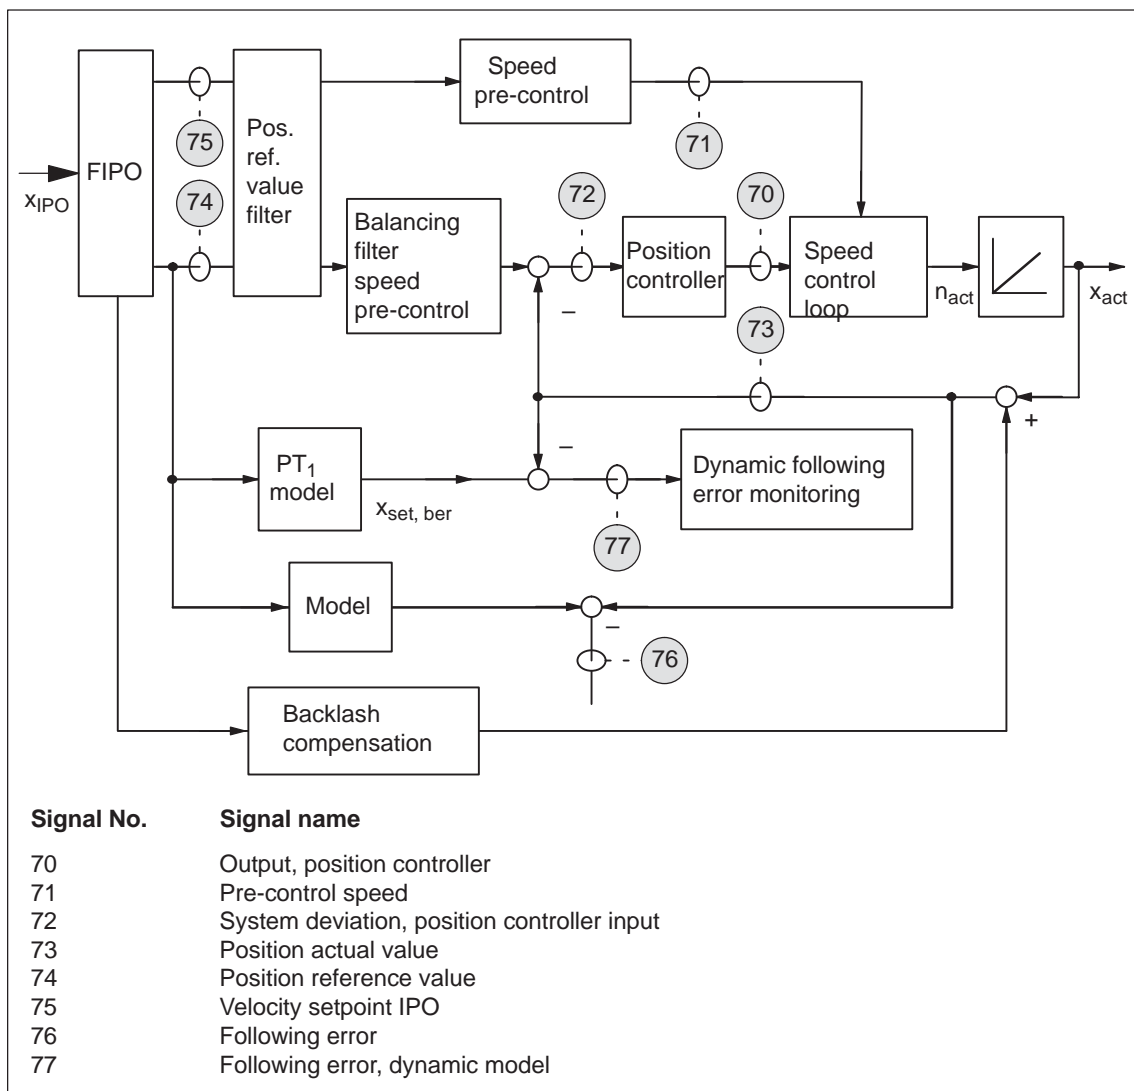 Speed
pre-control
75
71
Pos.
ref.
value
filter
FIPO
x_IPO
74
72
70
Balancing
filter
speed
pre-control
Position
controller
Speed
control
loop
n_act
x_act
–
73
+
–
PT_1
model
x_set, ber
Dynamic following
error monitoring
77
Model
–
76
Backlash
compensation
Signal No. Signal name
70 Output, position controller
71 Pre-control speed
72 System deviation, position controller input
73 Position actual value
74 Position reference value
75 Velocity setpoint IPO
76 Following error
77 Following error, dynamic model